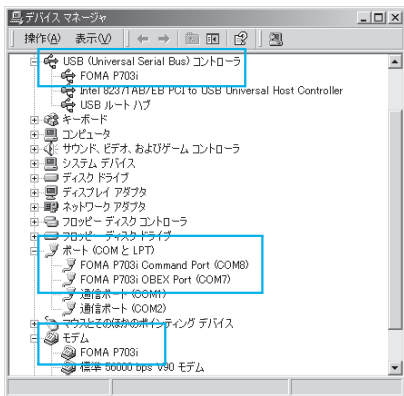 デバイス マネージャ
操作(A) 表示(V)
USB (Universal Serial Bus) コントローラ
FOMA P703i
Intel 82371AB/EB PCI to USB Universal Host Controller
USB ルート ハブ
キーボード
コンピュータ
サウンド、ビデオ、およびゲーム コントローラ
システム デバイス
ディスク ドライブ
ディスプレイ アダプタ
ネットワーク アダプタ
フロッピー ディスク コントローラ
フロッピー ディスク ドライブ
ポート (COM と LPT)
FOMA P703i Command Port (COM8)
FOMA P703i OBEX Port (COM7)
通信ポート (COM1)
通信ポート (COM2)
マウスとそのほかのポインティング デバイス
モデム
FOMA P703i
標準 56000 bps V90 モデム